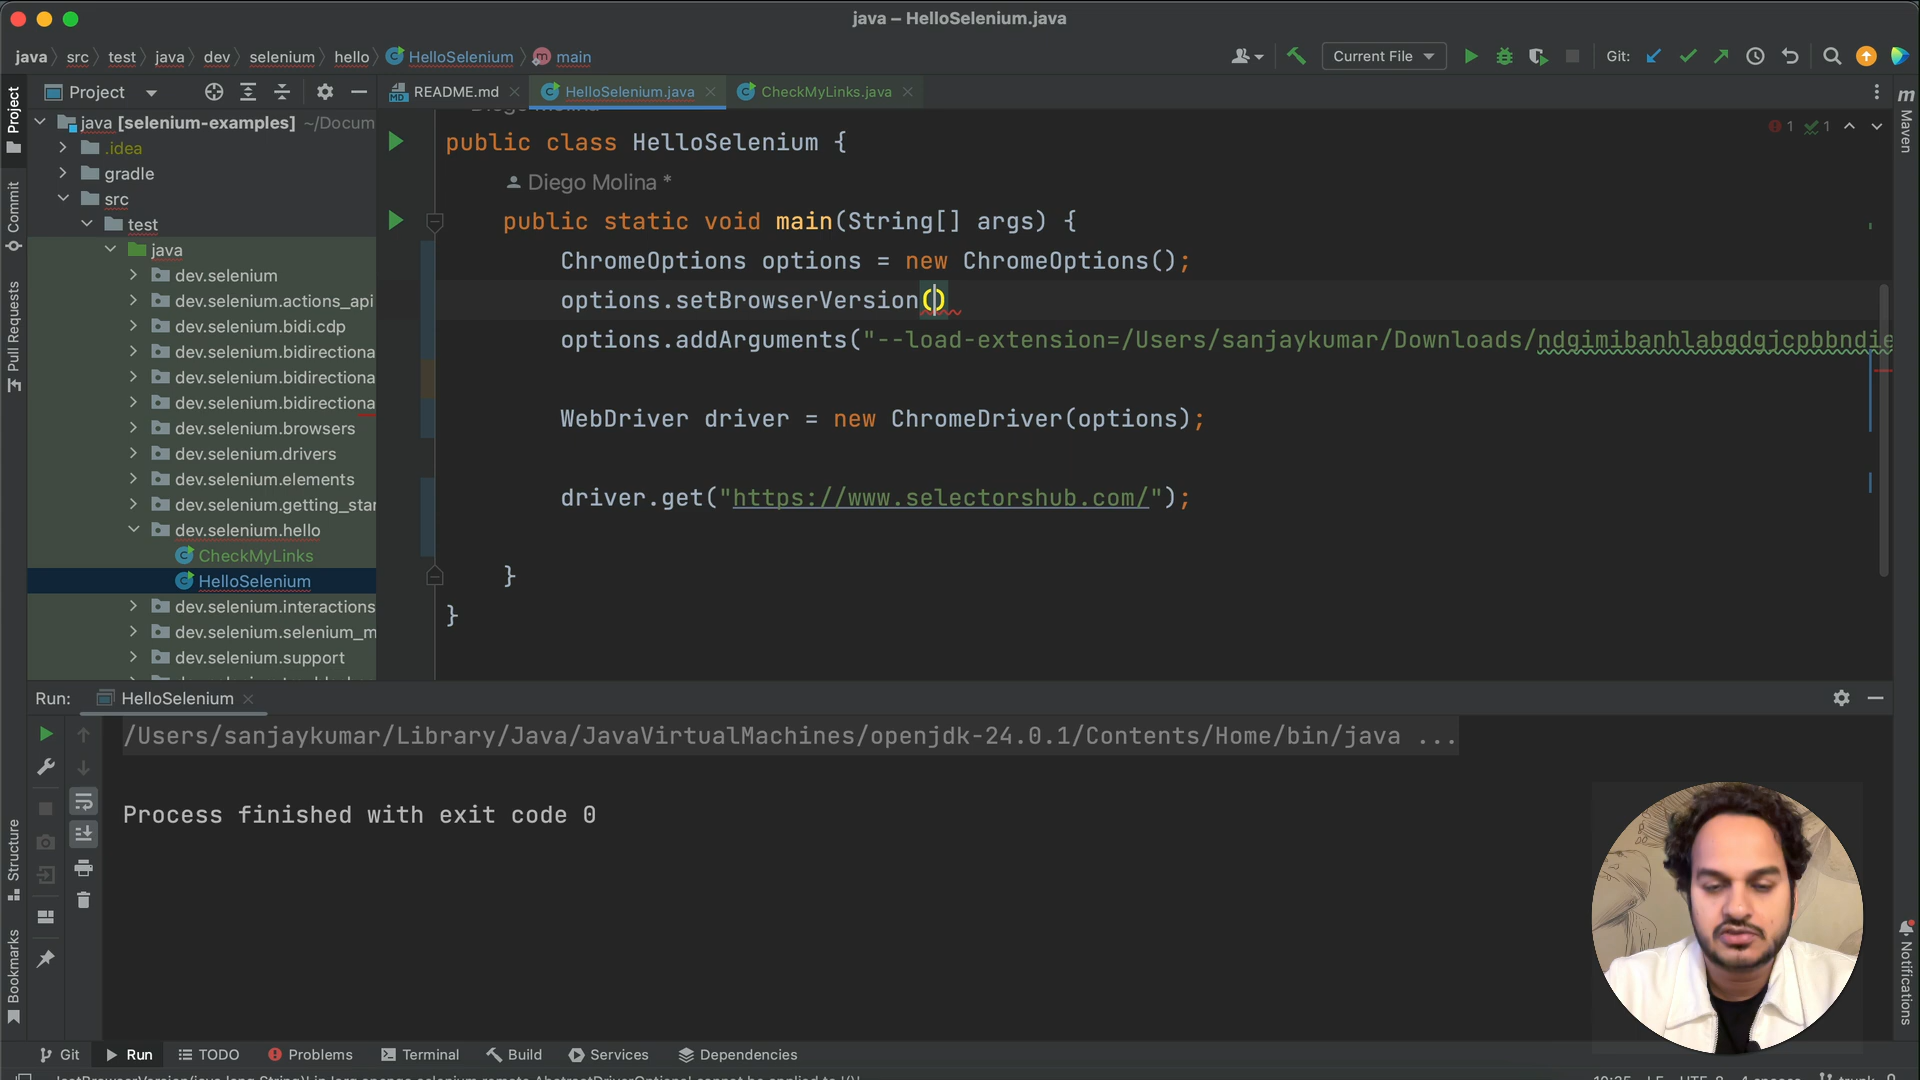 java – HelloSelenium.java
java src test java dev selenium hello HelloSelenium main
Current File
Git:
Project
README.md
HelloSelenium.java
CheckMyLinks.java
Project
Commit
Pull Requests
Structure
Bookmarks
Maven
Notifications
java [selenium-examples] ~/Docum
.idea
gradle
src
test
java
dev.selenium
dev.selenium.actions_api
dev.selenium.bidi.cdp
dev.selenium.bidirectiona
dev.selenium.bidirectiona
dev.selenium.bidirectiona
dev.selenium.browsers
dev.selenium.drivers
dev.selenium.elements
dev.selenium.getting_star
dev.selenium.hello
CheckMyLinks
HelloSelenium
dev.selenium.interactions
dev.selenium.selenium_m
dev.selenium.support
1 1
public class HelloSelenium {
Diego Molina *
public static void main(String[] args) {
ChromeOptions options = new ChromeOptions();
options.setBrowserVersion()
options.addArguments("--load-extension=/Users/sanjaykumar/Downloads/ndgimibanhlabgdgjcpbbndie
WebDriver driver = new ChromeDriver(options);
driver.get("https://www.selectorshub.com/");
}
}
Run: HelloSelenium
/Users/sanjaykumar/Library/Java/JavaVirtualMachines/openjdk-24.0.1/Contents/Home/bin/java ...
Process finished with exit code 0
Git Run TODO Problems Terminal Build Services Dependencies